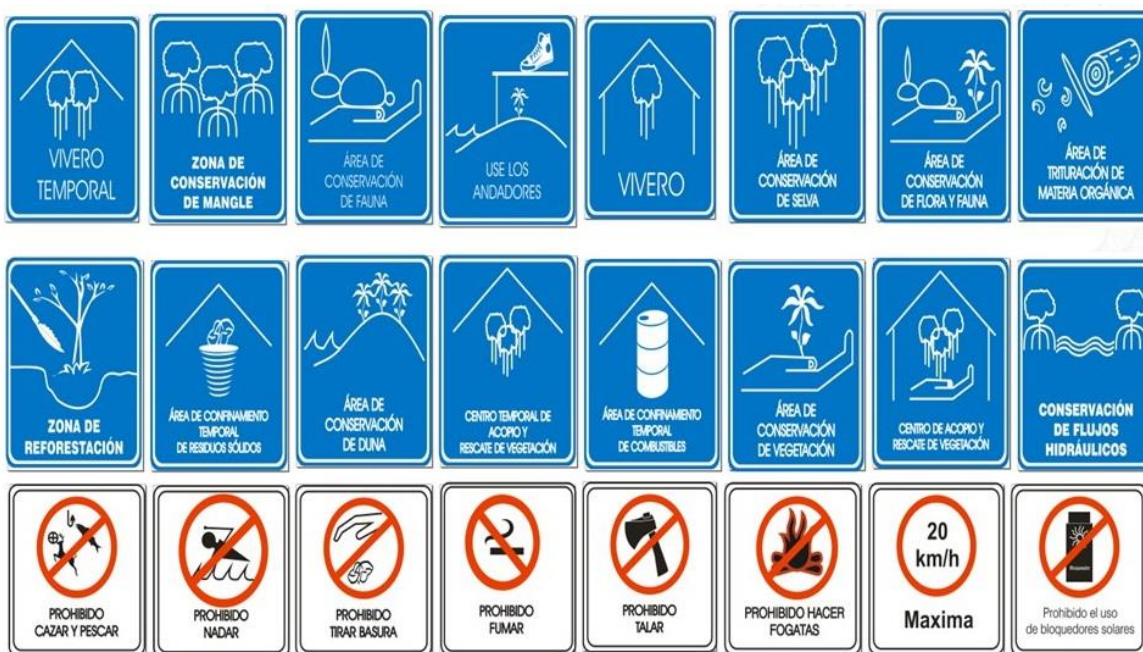 VIVERO
TEMPORAL
ZONA DE
CONSERVACIÓN
DE MANGLE
ÁREA DE
CONSERVACIÓN
DE FAUNA
USE LOS
ANDADORES
VIVERO
ÁREA DE
CONSERVACIÓN
DE SELVA
ÁREA DE
CONSERVACIÓN
DE FLORA Y FAUNA
ÁREA DE
TRITURACIÓN DE
MATERIA ORGÁNICA
ZONA DE
REFORESTACIÓN
ÁREA DE CONFINAMIENTO
TEMPORAL
DE RESIDUOS SÓLIDOS
ÁREA DE
CONSERVACIÓN
DE DUNA
CENTRO TEMPORAL DE
ACOPIO Y
RESCATE DE VEGETACIÓN
ÁREA DE CONFINAMIENTO
TEMPORAL
DE COMBUSTIBLES
ÁREA DE
CONSERVACIÓN
DE VEGETACIÓN
CENTRO DE ACOPIO Y
RESCATE DE VEGETACIÓN
CONSERVACIÓN
DE FLUJOS
HIDRÁULICOS
PROHIBIDO
CAZAR Y PESCAR
PROHIBIDO
NADAR
PROHIBIDO
TIRAR BASURA
PROHIBIDO
FUMAR
PROHIBIDO
TALAR
PROHIBIDO HACER
FOGATAS
20
km/h
Maxima
Prohibido el uso
de bloquedores solares